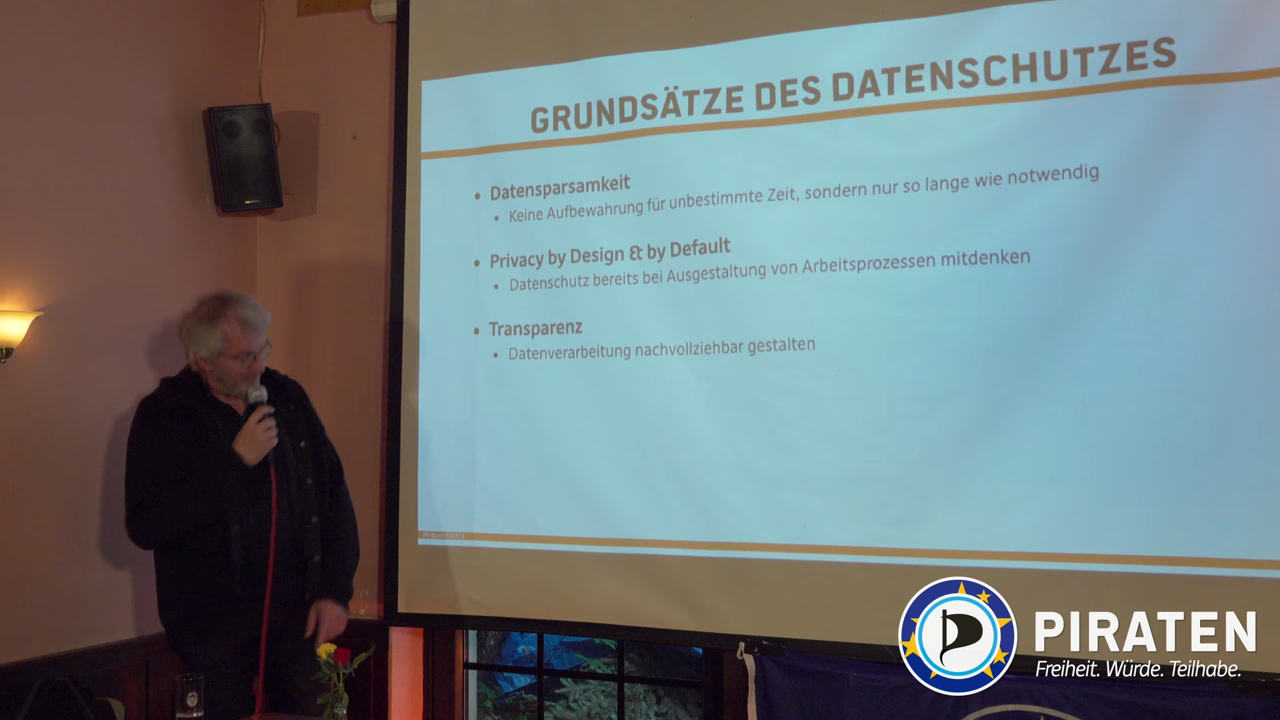 GRUNDSÄTZE DES DATENSCHUTZES
• Datensparsamkeit
• Keine Aufbewahrung für unbestimmte Zeit, sondern nur so lange wie notwendig
• Privacy by Design & by Default
• Datenschutz bereits bei Ausgestaltung von Arbeitsprozessen mitdenken
• Transparenz
• Datenverarbeitung nachvollziehbar gestalten
PIRATEN
Freiheit. Würde. Teilhabe.